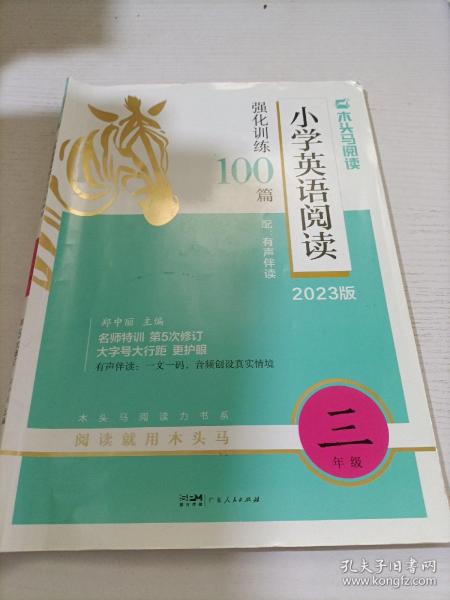 木头马阅读
小学英语阅读
强化训练
100
篇
配:有声伴读
2023版
郑中丽 主编
名师特训 第5次修订
大字号大行距 更护眼
有声伴读:一文一码,音频创设真实情境
木头马阅读力书系
阅读就用木头马
三
年级
广东人民出版社
孔夫子旧书网
www.kongfz.com